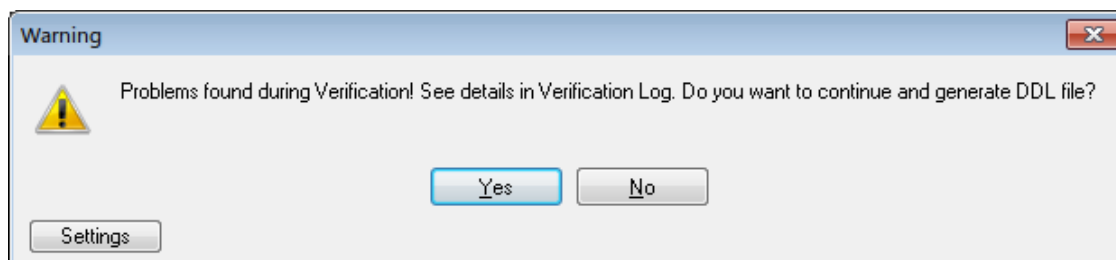 Warning
Problems found during Verification! See details in Verification Log. Do you want to continue and generate DDL file?
Yes
No
Settings